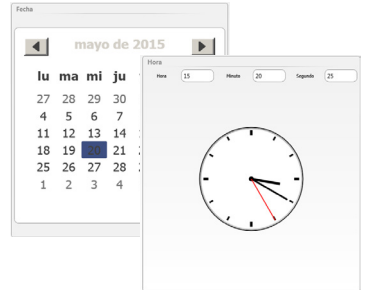 Fecha
mayo de 2015
lu ma mi ju
27 28 29 30
4 5 6 7
11 12 13 14
18 19 20 21
25 26 27 28
1 2 3 4
Hora
Hora 15 Minuto 20 Segundo 25